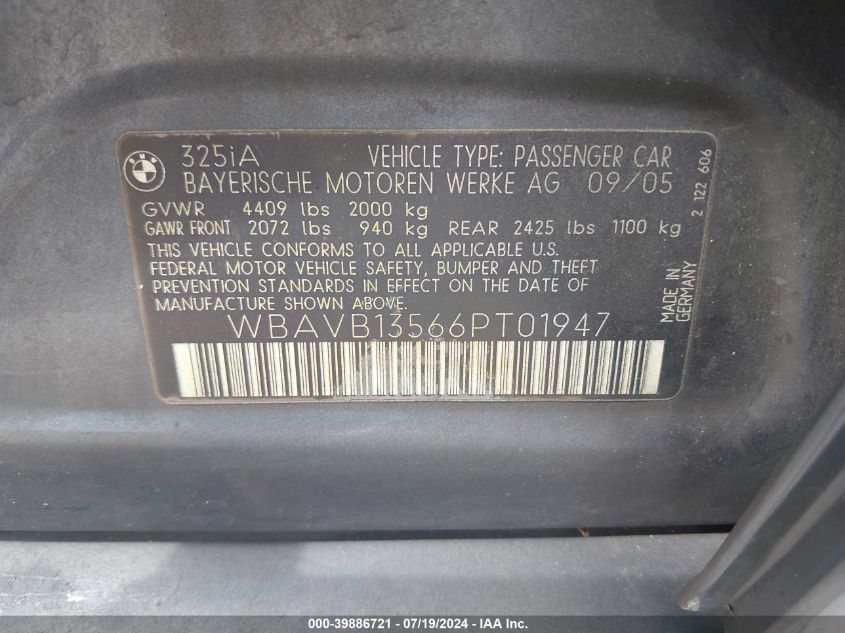 BMW
325iA VEHICLE TYPE: PASSENGER CAR
BAYERISCHE MOTOREN WERKE AG 09/05
GVWR 4409 lbs 2000 kg
GAWR FRONT 2072 lbs 940 kg REAR 2425 lbs 1100 kg
THIS VEHICLE CONFORMS TO ALL APPLICABLE U.S.
FEDERAL MOTOR VEHICLE SAFETY, BUMPER AND THEFT
PREVENTION STANDARDS IN EFFECT ON THE DATE OF
MANUFACTURE SHOWN ABOVE.
WBAVB13566PT01947
MADE IN
GERMANY
2 122 606
000-39886721 - 07/19/2024 - IAA Inc.